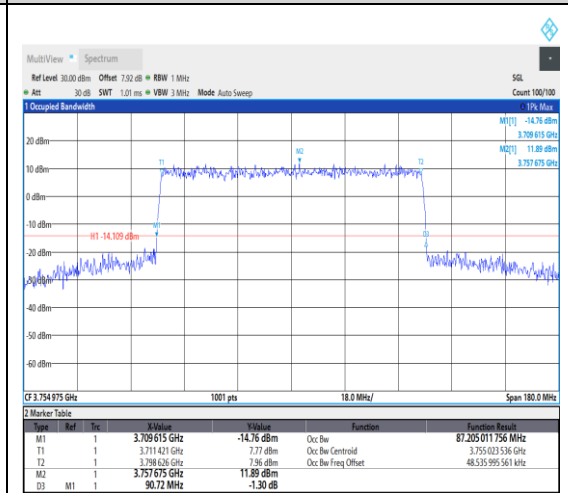 MultiView Spectrum
Ref Level 30.00 dBm Offset 7.92 dB RBW 1 MHz SGL
Att 30 dB SWT 1.01 ms VBW 3 MHz Mode Auto Sweep Count 100/100
1 Occupied Bandwidth 1Pk Max
M1[1] -14.76 dBm
3.709 615 GHz
M2[1] 11.89 dBm
3.757 675 GHz
20 dBm
M2
T1 T2
10 dBm
0 dBm
-10 dBm
M1
H1 -14.109 dBm
D3
-20 dBm
-30 dBm
-40 dBm
-50 dBm
-60 dBm
CF 3.754 975 GHz 1001 pts 18.0 MHz/ Span 180.0 MHz
2 Marker Table
Type Ref Trc X-Value Y-Value Function Function Result
M1 1 3.709 615 GHz -14.76 dBm Occ Bw 87.205 011 756 MHz
T1 1 3.711 421 GHz 7.77 dBm Occ Bw Centroid 3.755 023 536 GHz
T2 1 3.798 626 GHz 7.96 dBm Occ Bw Freq Offset 48.535 995 561 kHz
M2 1 3.757 675 GHz 11.89 dBm
D3 M1 1 90.72 MHz -1.30 dB